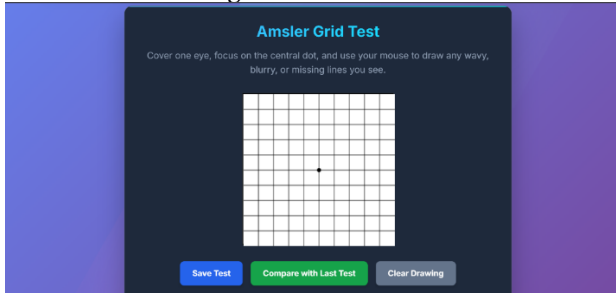 Amsler Grid Test
Cover one eye, focus on the central dot, and use your mouse to draw any wavy,
blurry, or missing lines you see.
Save Test Compare with Last Test Clear Drawing